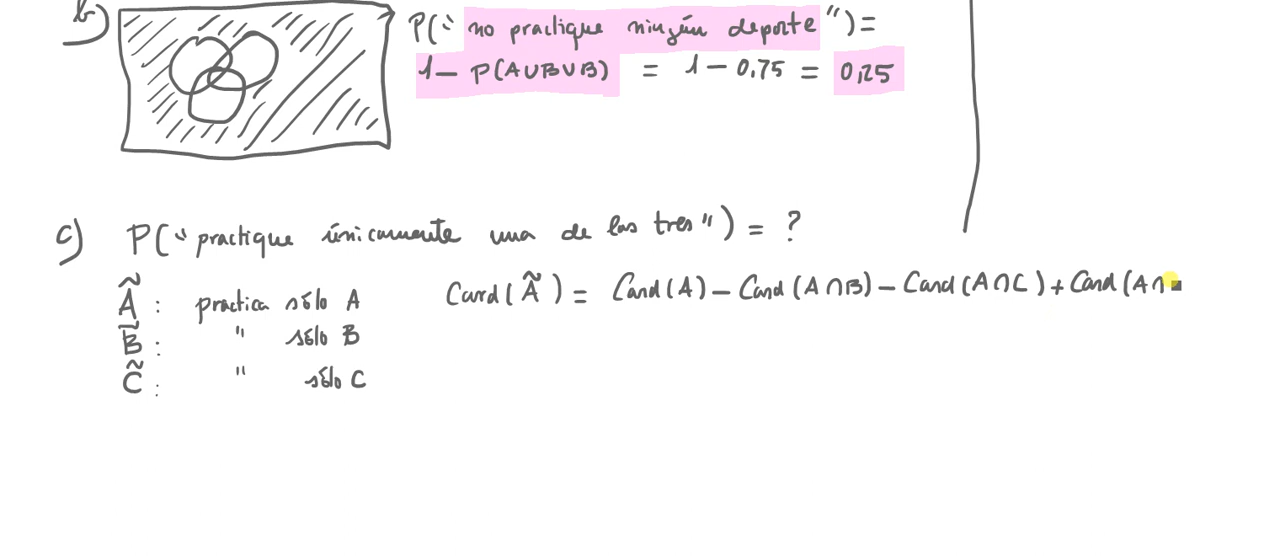 b) P(" no practique ningún deporte ") =
1 - P(A∪B∪B) = 1 - 0,75 = 0,25
c) P(" practique únicamente una de las tres ") = ?
Ã : practica sólo A Card(Ã) = Card(A) - Card(A∩B) - Card(A∩C) + Card(A∩
B̃ : " sólo B
C̃ : " sólo C